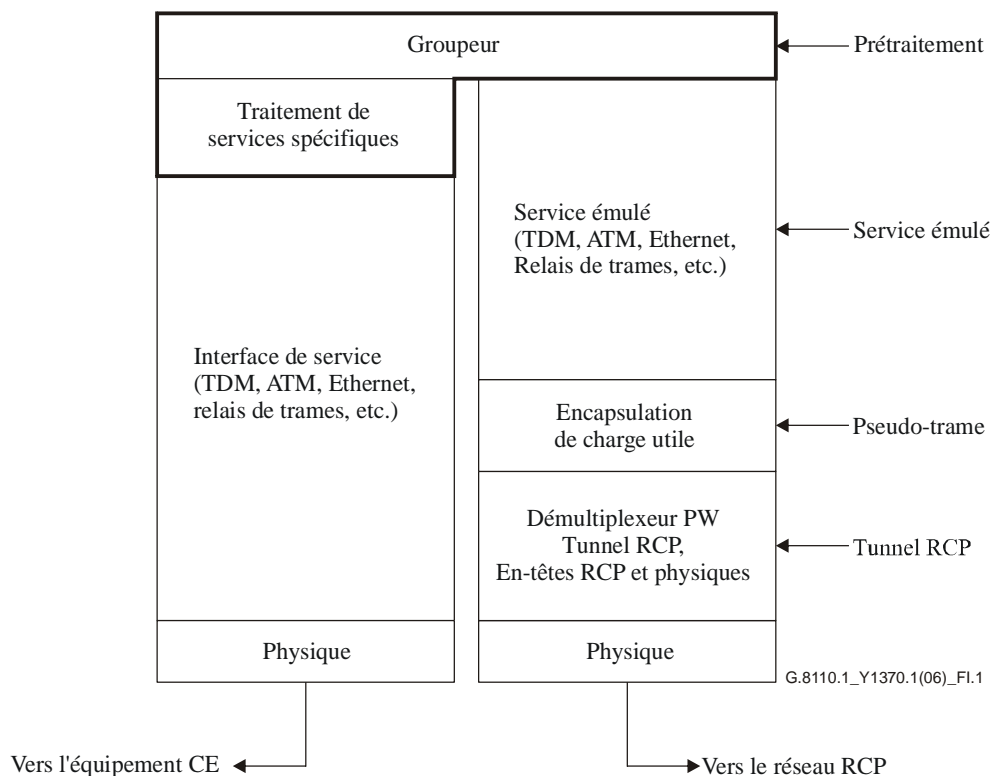 Groupeur
Prétraitement
Traitement de
services spécifiques
Service émulé
(TDM, ATM, Ethernet,
Relais de trames, etc.)
Service émulé
Interface de service
(TDM, ATM, Ethernet,
relais de trames, etc.)
Encapsulation
de charge utile
Pseudo-trame
Démultiplexeur PW
Tunnel RCP,
En-têtes RCP et physiques
Tunnel RCP
Physique
Physique
G.8110.1_Y1370.1(06)_FI.1
Vers l'équipement CE
Vers le réseau RCP